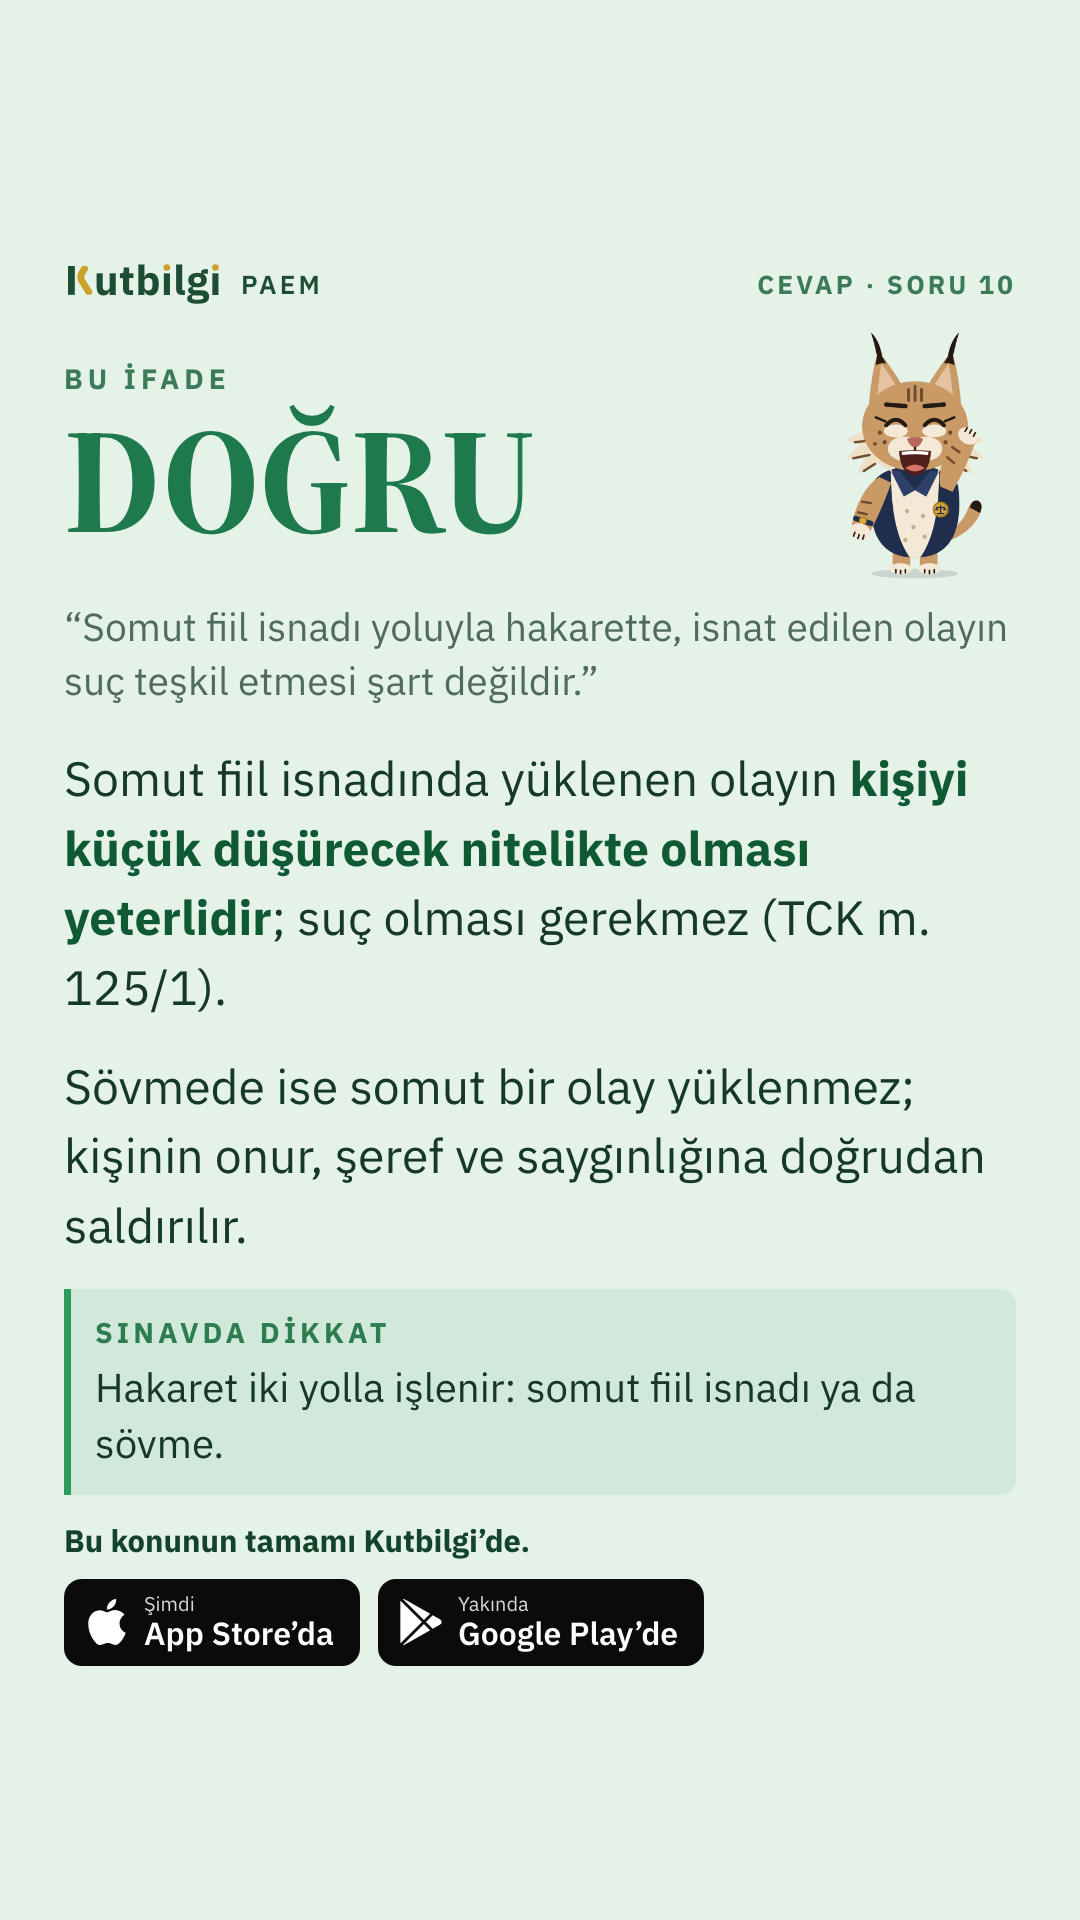 Kutbilgi PAEM
CEVAP · SORU 10
BU İFADE
DOĞRU
“Somut fiil isnadı yoluyla hakarette, isnat edilen olayın
suç teşkil etmesi şart değildir.”
Somut fiil isnadında yüklenen olayın kişiyi
küçük düşürecek nitelikte olması
yeterlidir; suç olması gerekmez (TCK m.
125/1).
Sövmede ise somut bir olay yüklenmez;
kişinin onur, şeref ve saygınlığına doğrudan
saldırılır.
SINAVDA DİKKAT
Hakaret iki yolla işlenir: somut fiil isnadı ya da
sövme.
Bu konunun tamamı Kutbilgi’de.
Şimdi
App Store’da
Yakında
Google Play’de